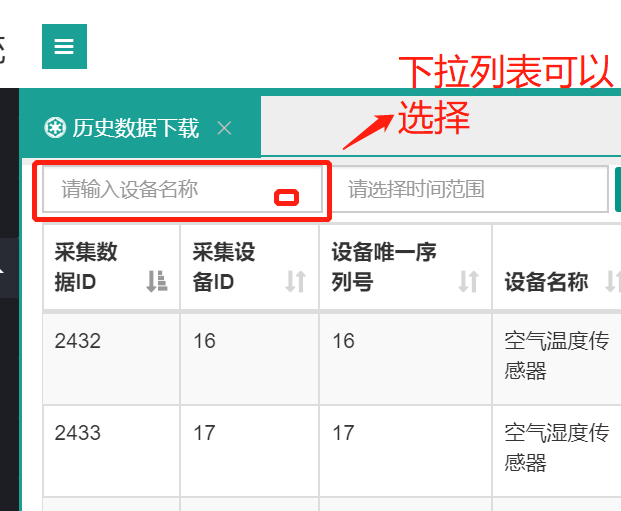 下拉列表可以
选择
历史数据下载
请输入设备名称
请选择时间范围
采集数
据ID
采集设
备ID
设备唯一序
列号
设备名称
2432
16
16
空气温度传
感器
2433
17
17
空气湿度传
感器